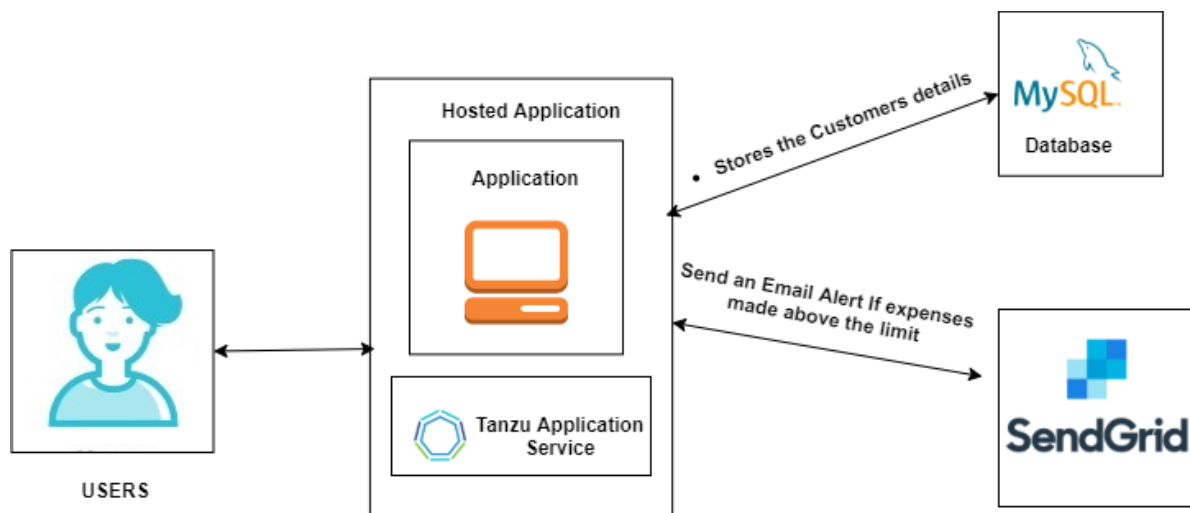 MySQL
Database
Hosted Application
• Stores the Customers details
Application
Send an Email Alert If expenses
made above the limit
Tanzu Application
Service
SendGrid
USERS